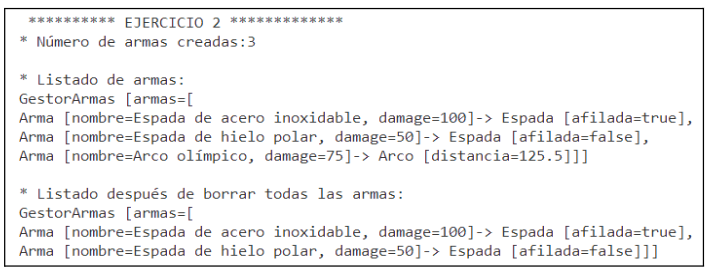 ********** EJERCICIO 2 *************
* Número de armas creadas:3
* Listado de armas:
GestorArmas [armas=[
Arma [nombre=Espada de acero inoxidable, damage=100]-> Espada [afilada=true],
Arma [nombre=Espada de hielo polar, damage=50]-> Espada [afilada=false],
Arma [nombre=Arco olímpico, damage=75]-> Arco [distancia=125.5]]]
* Listado después de borrar todas las armas:
GestorArmas [armas=[
Arma [nombre=Espada de acero inoxidable, damage=100]-> Espada [afilada=true],
Arma [nombre=Espada de hielo polar, damage=50]-> Espada [afilada=false]]]